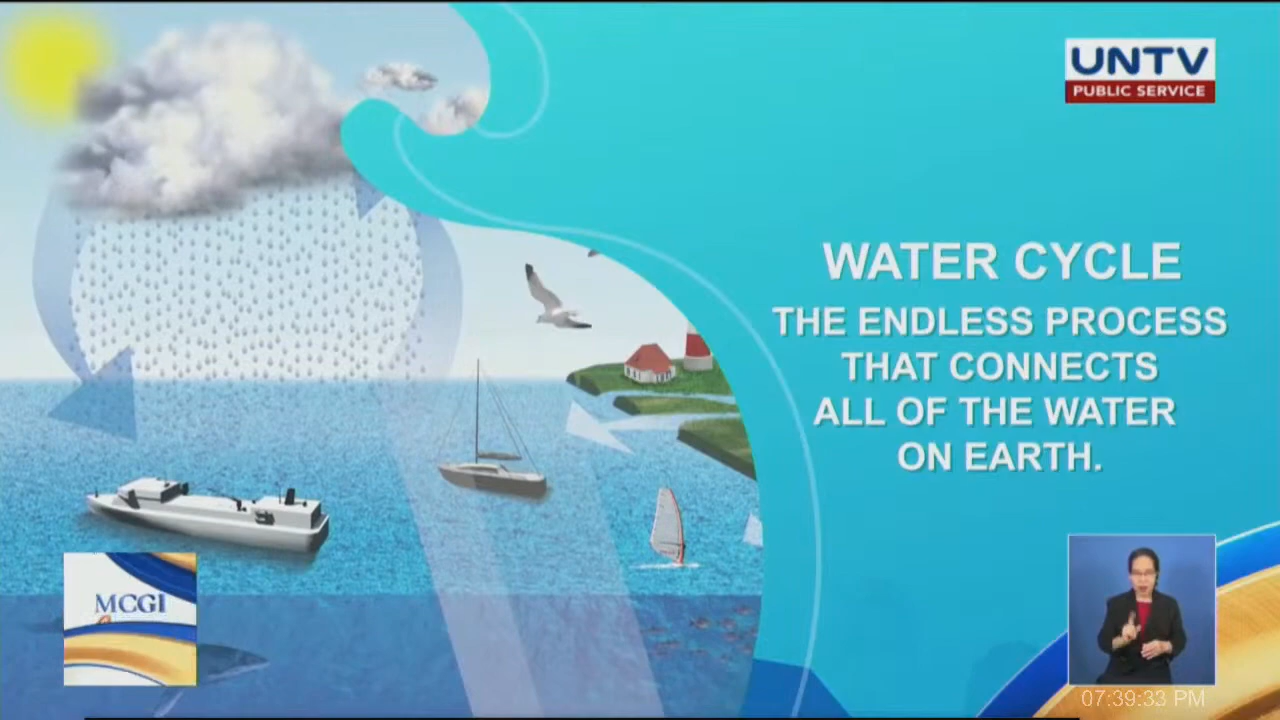 UNTV
PUBLIC SERVICE
WATER CYCLE
THE ENDLESS PROCESS
THAT CONNECTS
ALL OF THE WATER
ON EARTH.
MCGI
07:39:33 PM